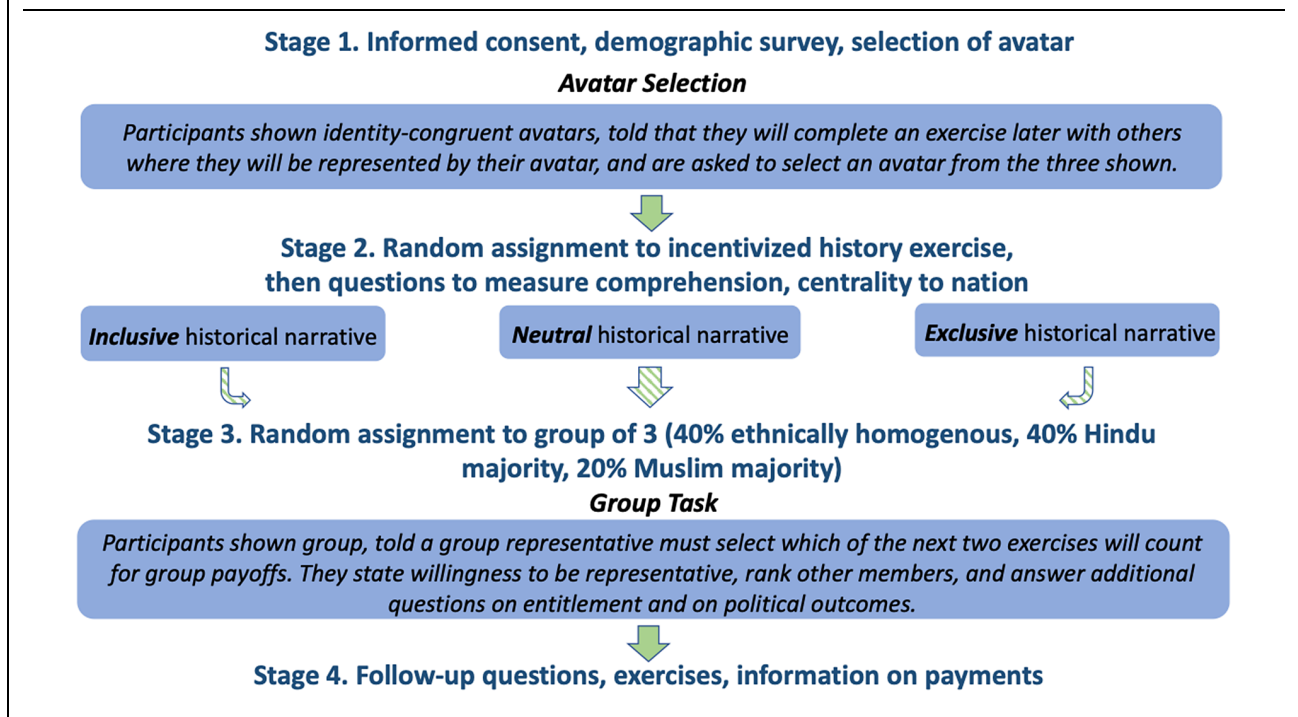 Stage 1. Informed consent, demographic survey, selection of avatar
Avatar Selection
Participants shown identity-congruent avatars, told that they will complete an exercise later with others
where they will be represented by their avatar, and are asked to select an avatar from the three shown.
Stage 2. Random assignment to incentivized history exercise,
then questions to measure comprehension, centrality to nation
Inclusive historical narrative
Neutral historical narrative
Exclusive historical narrative
Stage 3. Random assignment to group of 3 (40% ethnically homogenous, 40% Hindu
majority, 20% Muslim majority)
Group Task
Participants shown group, told a group representative must select which of the next two exercises will count
for group payoffs. They state willingness to be representative, rank other members, and answer additional
questions on entitlement and on political outcomes.
Stage 4. Follow-up questions, exercises, information on payments